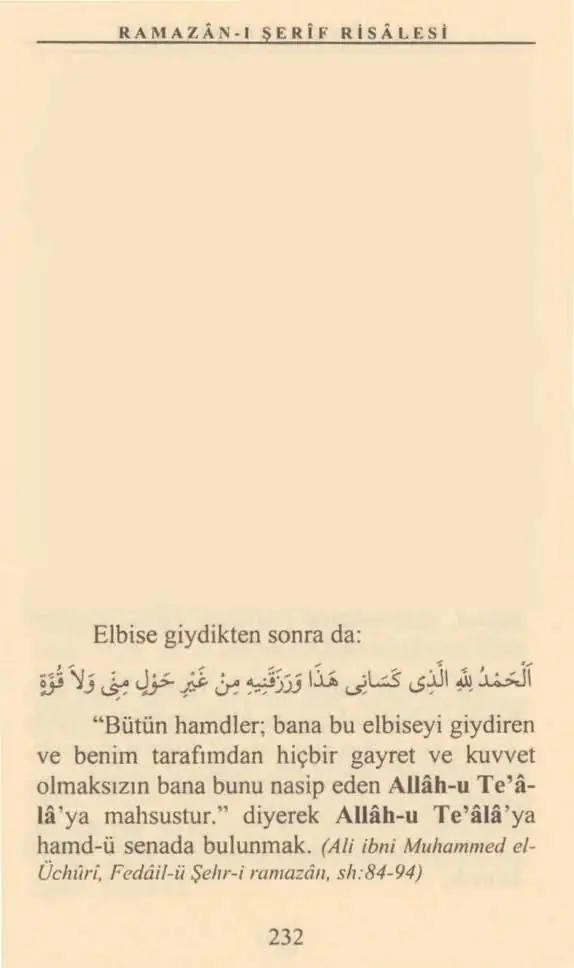 RAMAZÂN-I ŞERÎF RİSÂLESİ
Elbise giydikten sonra da:
اَلْحَمْدُ لِلّٰهِ الَّذِى كَسَانِى هَذَا وَرَزَقَنِيهِ مِنْ غَيْرِ حَوْلٍ مِنِّى وَلاَ قُوَّةٍ
“Bütün hamdler; bana bu elbiseyi giydiren
ve benim tarafımdan hiçbir gayret ve kuvvet
olmaksızın bana bunu nasip eden Allâh-u Te’â-
lâ’ya mahsustur.” diyerek Allâh-u Te’âlâ’ya
hamd-ü senada bulunmak. (Ali ibni Muhammed el-
Üchûrî, Fedâil-ü Şehr-i ramazân, sh:84-94)
232